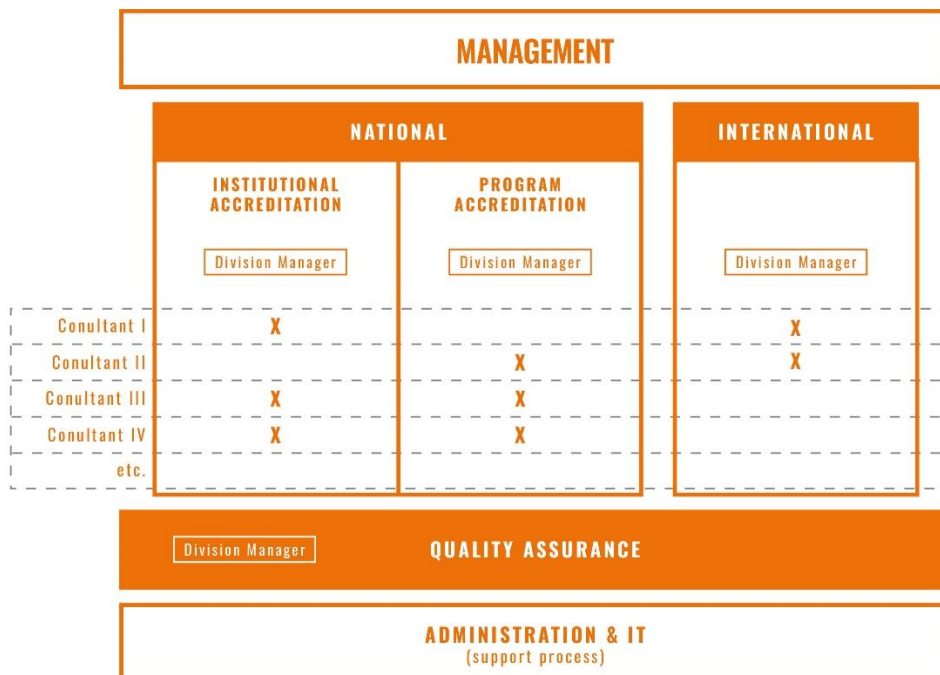 MANAGEMENT
NATIONAL
INTERNATIONAL
INSTITUTIONAL
ACCREDITATION
PROGRAM
ACCREDITATION
Division Manager
Division Manager
Division Manager
Conultant I X X
Conultant II X X
Conultant III X X
Conultant IV X X
etc.
Division Manager
QUALITY ASSURANCE
ADMINISTRATION & IT
(support process)